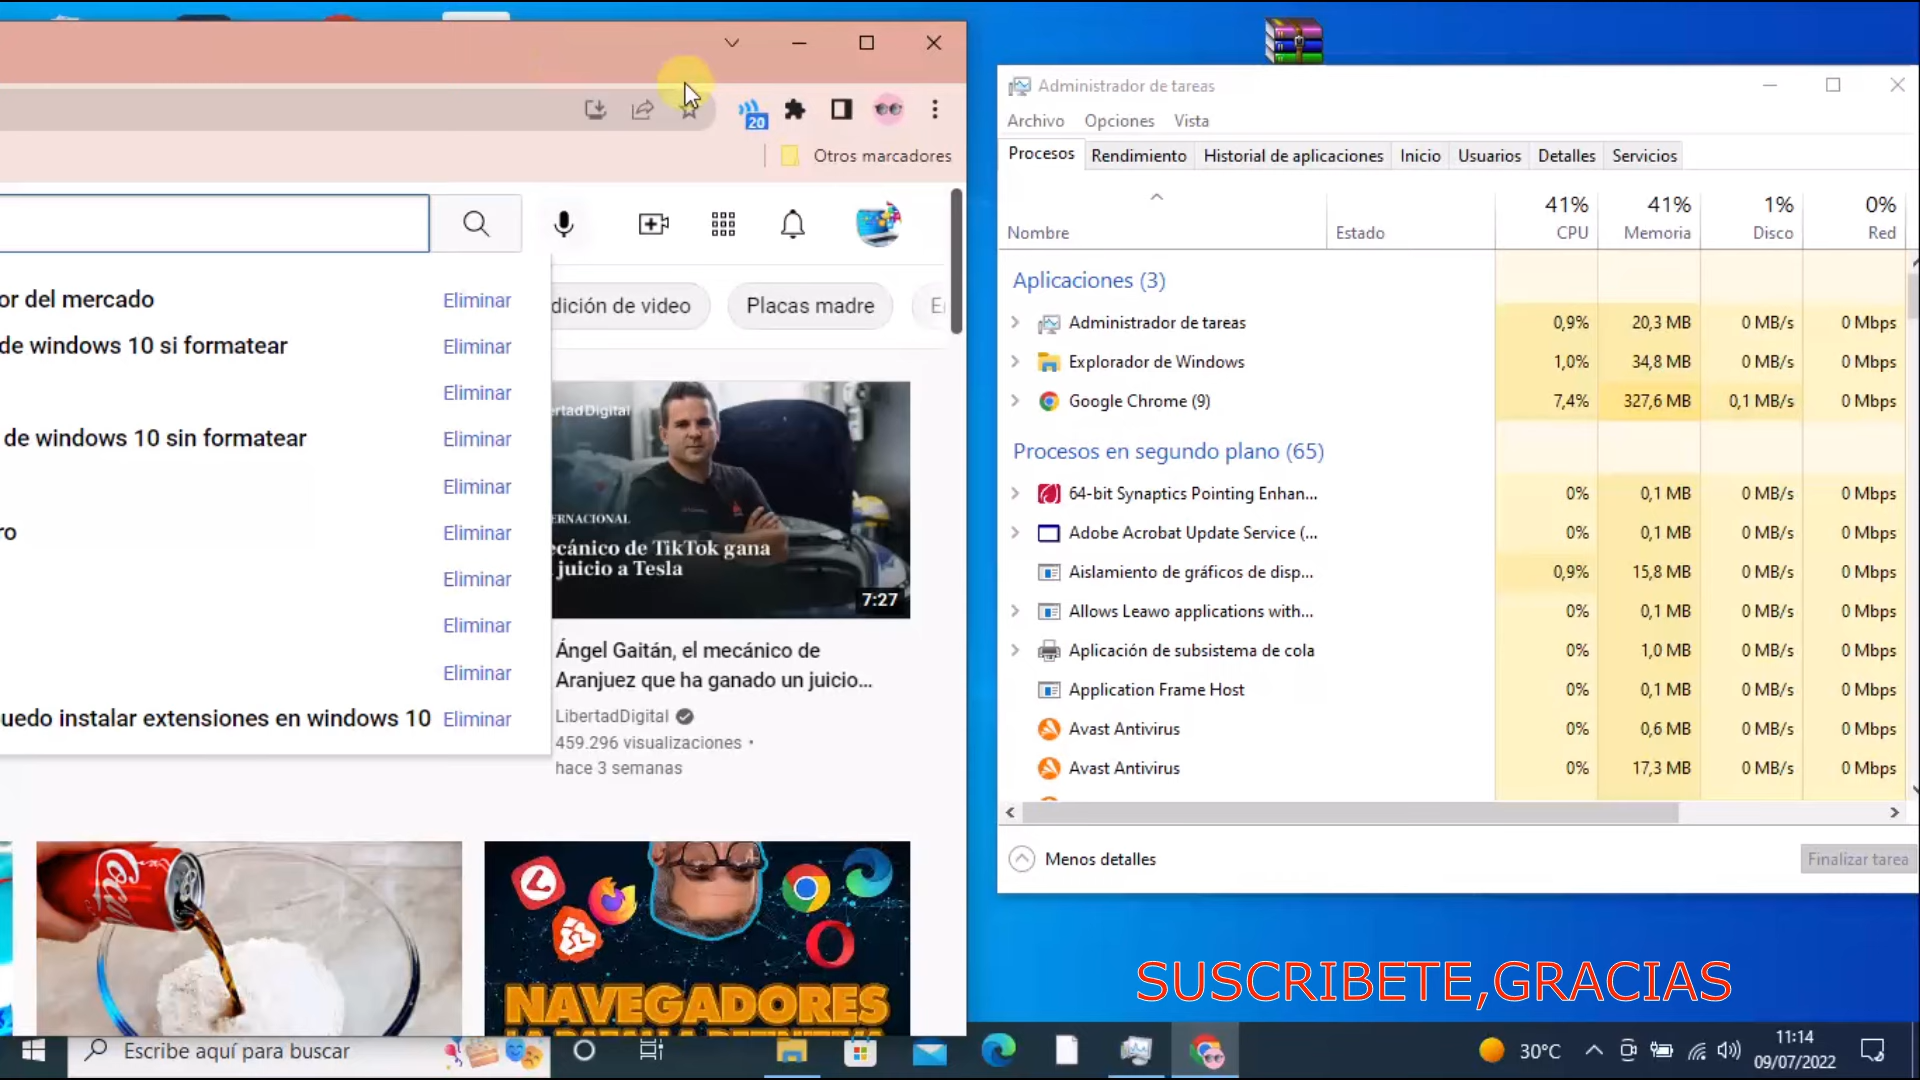 20
Otros marcadores
or del mercado
Eliminar
de windows 10 si formatear
Eliminar
Eliminar
de windows 10 sin formatear
Eliminar
Eliminar
ro
Eliminar
Eliminar
Eliminar
Eliminar
uedo instalar extensiones en windows 10
Eliminar
dición de video
Placas madre
ertadDigital
ERNACIONAL
ecánico de TikTok gana
juicio a Tesla
7:27
Ángel Gaitán, el mecánico de
Aranjuez que ha ganado un juicio...
LibertadDigital
459.296 visualizaciones •
hace 3 semanas
Coca
NAVEGADORES
Administrador de tareas
Archivo Opciones Vista
Procesos Rendimiento Historial de aplicaciones Inicio Usuarios Detalles Servicios
41% 41% 1% 0%
Nombre Estado CPU Memoria Disco Red
Aplicaciones (3)
Administrador de tareas 0,9% 20,3 MB 0 MB/s 0 Mbps
Explorador de Windows 1,0% 34,8 MB 0 MB/s 0 Mbps
Google Chrome (9) 7,4% 327,6 MB 0,1 MB/s 0 Mbps
Procesos en segundo plano (65)
64-bit Synaptics Pointing Enhan... 0% 0,1 MB 0 MB/s 0 Mbps
Adobe Acrobat Update Service (... 0% 0,1 MB 0 MB/s 0 Mbps
Aislamiento de gráficos de disp... 0,9% 15,8 MB 0 MB/s 0 Mbps
Allows Leawo applications with... 0% 0,1 MB 0 MB/s 0 Mbps
Aplicación de subsistema de cola 0% 1,0 MB 0 MB/s 0 Mbps
Application Frame Host 0% 0,1 MB 0 MB/s 0 Mbps
Avast Antivirus 0% 0,6 MB 0 MB/s 0 Mbps
Avast Antivirus 0% 17,3 MB 0 MB/s 0 Mbps
Menos detalles
Finalizar tarea
SUSCRIBETE,GRACIAS
Escribe aquí para buscar
30°C
11:14
09/07/2022